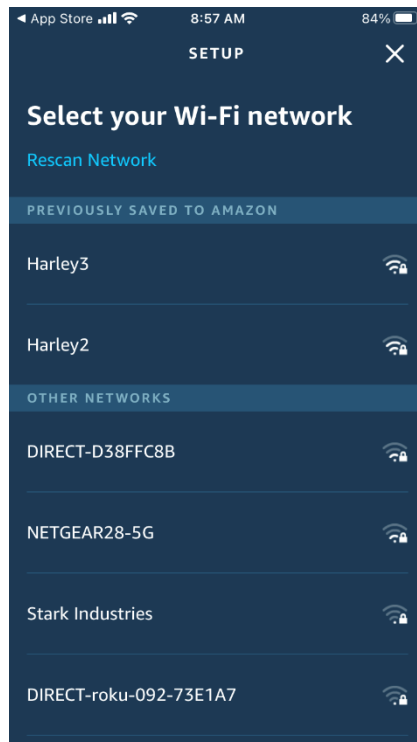 App Store 8:57 AM 84%
SETUP
Select your Wi-Fi network
Rescan Network
PREVIOUSLY SAVED TO AMAZON
Harley3
Harley2
OTHER NETWORKS
DIRECT-D38FFC8B
NETGEAR28-5G
Stark Industries
DIRECT-roku-092-73E1A7